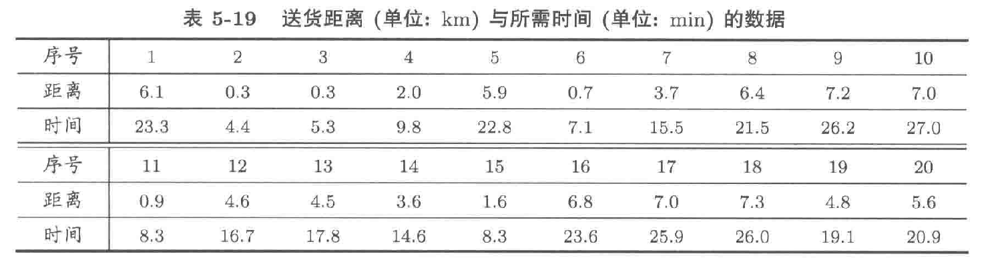 表 5-19 送货距离 (单位: km) 与所需时间 (单位: min) 的数据
序号 1 2 3 4 5 6 7 8 9 10
距离 6.1 0.3 0.3 2.0 5.9 0.7 3.7 6.4 7.2 7.0
时间 23.3 4.4 5.3 9.8 22.8 7.1 15.5 21.5 26.2 27.0
序号 11 12 13 14 15 16 17 18 19 20
距离 0.9 4.6 4.5 3.6 1.6 6.8 7.0 7.3 4.8 5.6
时间 8.3 16.7 17.8 14.6 8.3 23.6 25.9 26.0 19.1 20.9